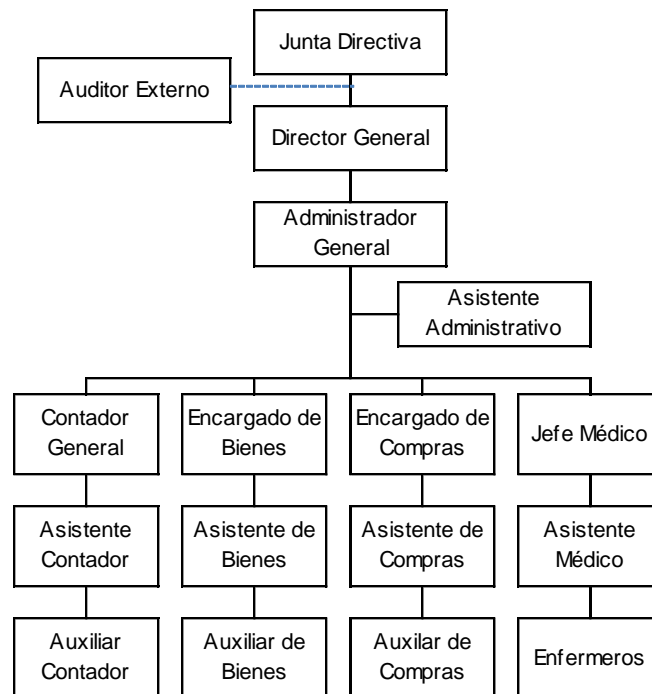 Junta Directiva
Auditor Externo
Director General
Administrador
General
Asistente
Administrativo
Contador
General
Encargado de
Bienes
Encargado de
Compras
Jefe Médico
Asistente
Contador
Asistente de
Bienes
Asistente de
Compras
Asistente
Médico
Auxiliar
Contador
Auxiliar de
Bienes
Auxilar de
Compras
Enfermeros